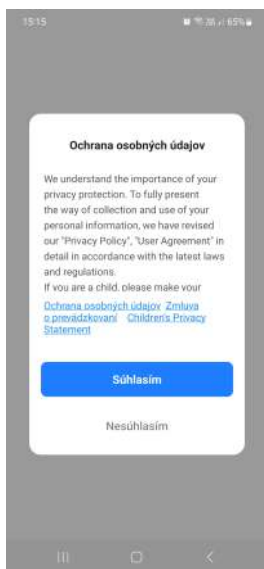 15:15
65%
Ochrana osobných údajov
We understand the importance of your
privacy protection. To fully present
the way of collection and use of your
personal information, we have revised
our "Privacy Policy", "User Agreement" in
detail in accordance with the latest laws
and regulations.
If you are a child, please make your
Ochrana osobných údajov Zmluva
o prevádzkovaní Children's Privacy
Statement
Súhlasím
Nesúhlasím